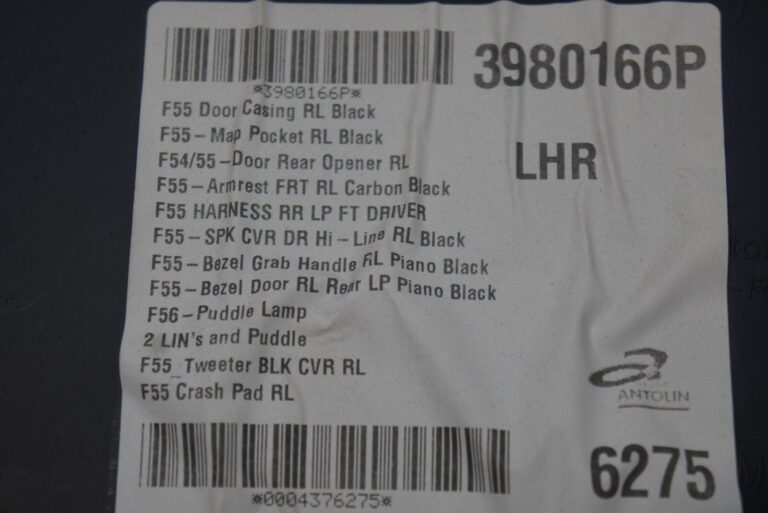 3980166P
*3980166P*
LHR
F55 Door Casing RL Black
F55-Map Pocket RL Black
F54/55-Door Rear Opener RL
F55-Armrest FRT RL Carbon Black
F55 HARNESS RR LP FT DRIVER
F55-SPK CVR DR Hi-Line RL Black
F55-Bezel Grab Handle RL Piano Black
F55-Bezel Door RL Rear LP Piano Black
F56-Puddle Lamp
2 LIN's and Puddle
F55_Tweeter BLK CVR RL
F55 Crash Pad RL
ANTOLIN
6275
*0004376275*